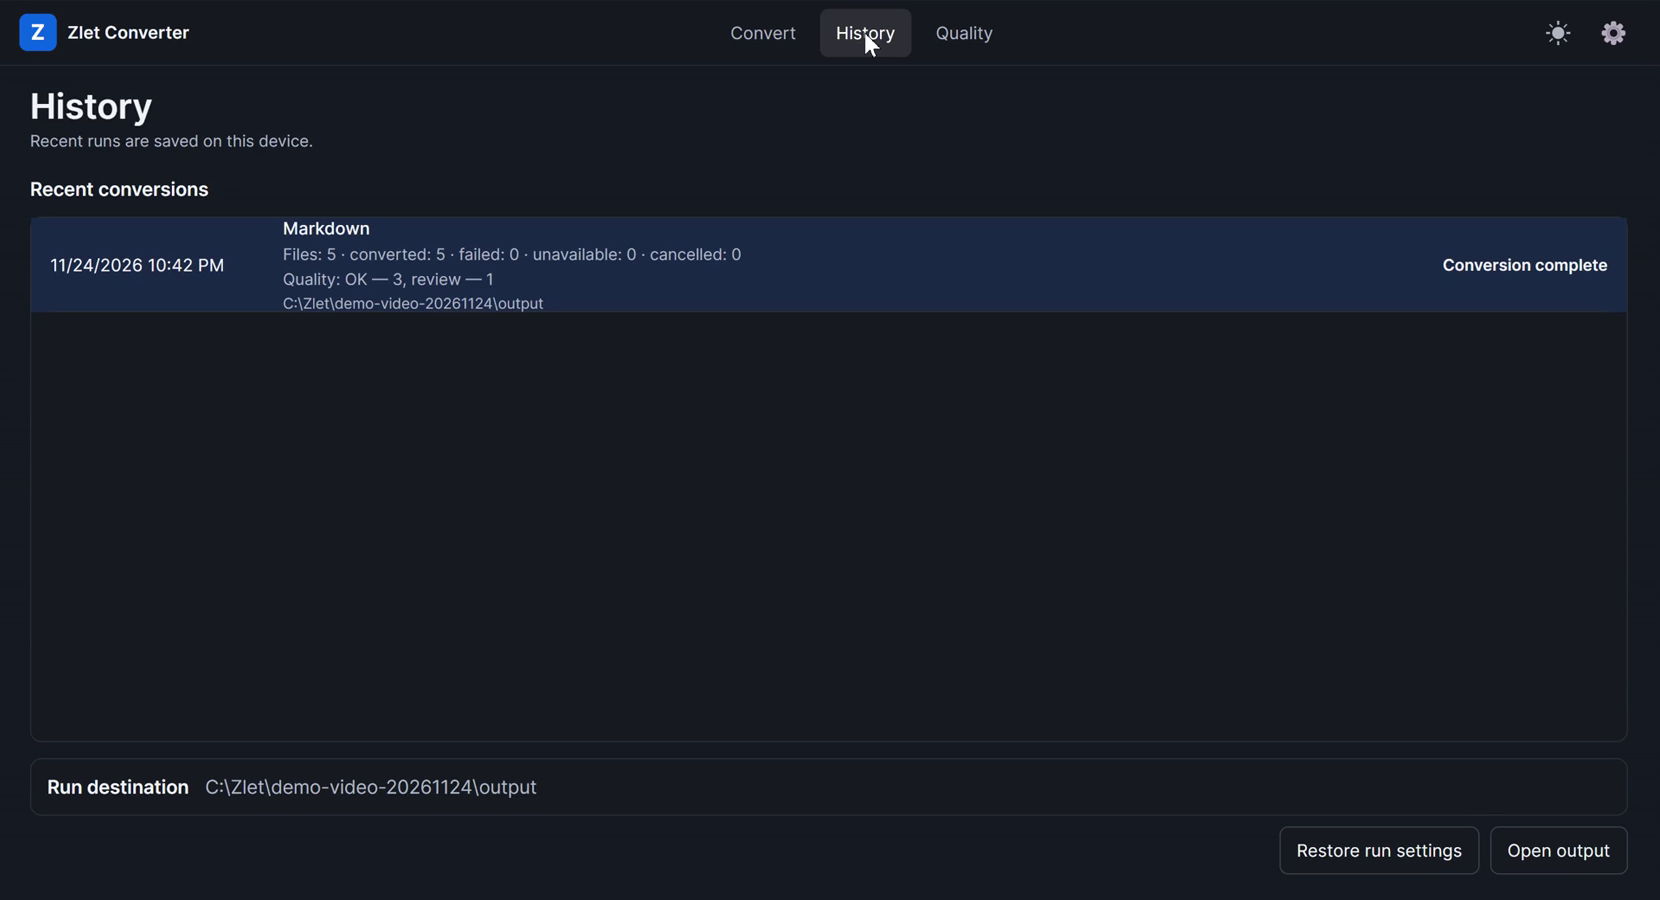 Z Zlet Converter
Convert History Quality
History
Recent runs are saved on this device.
Recent conversions
11/24/2026 10:42 PM
Markdown
Files: 5 · converted: 5 · failed: 0 · unavailable: 0 · cancelled: 0
Quality: OK — 3, review — 1
C:\Zlet\demo-video-20261124\output
Conversion complete
Run destination C:\Zlet\demo-video-20261124\output
Restore run settings Open output